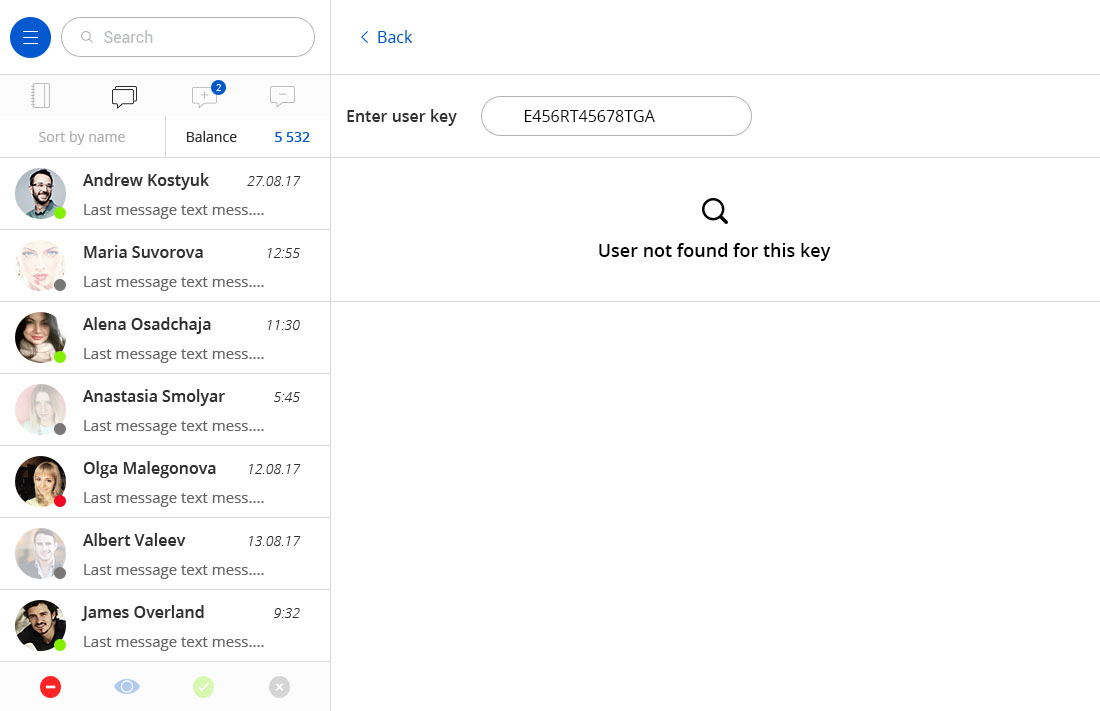 Search
Back
2
Enter user key
E456RT45678TGA
Sort by name
Balance
5 532
User not found for this key
Andrew Kostyuk
27.08.17
Last message text mess....
Maria Suvorova
12:55
Last message text mess....
Alena Osadchaja
11:30
Last message text mess....
Anastasia Smolyar
5:45
Last message text mess....
Olga Malegonova
12.08.17
Last message text mess....
Albert Valeev
13.08.17
Last message text mess....
James Overland
9:32
Last message text mess....